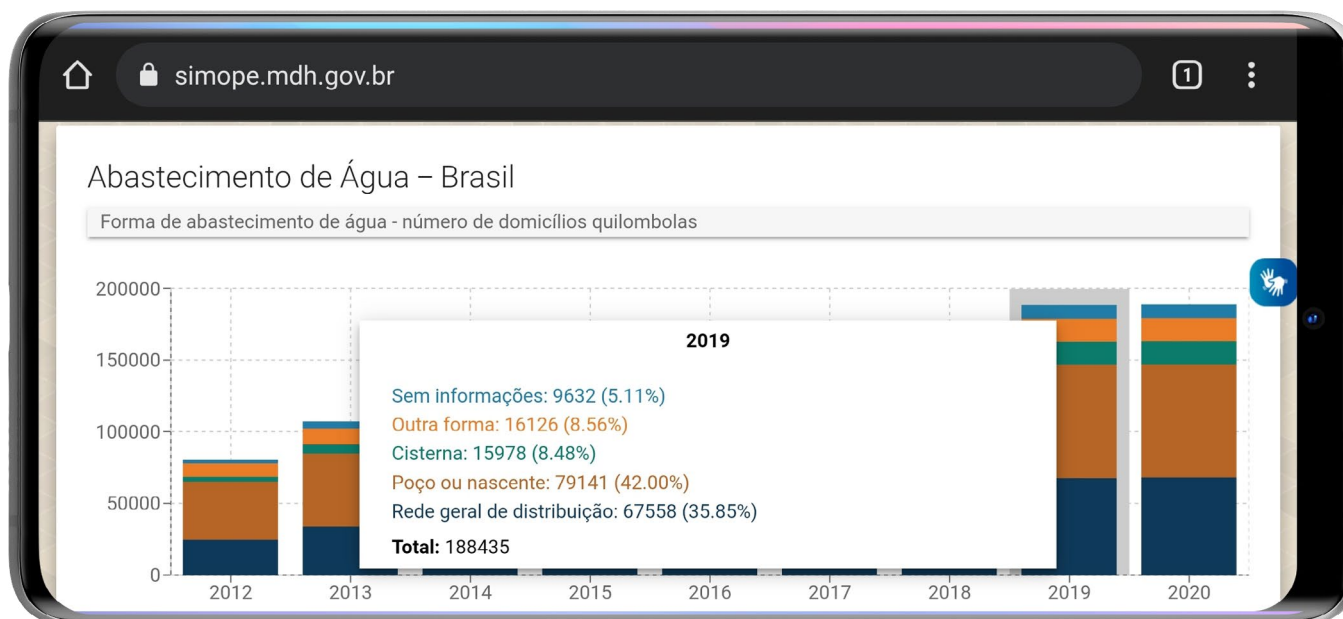 simope.mdh.gov.br
1
Abastecimento de Água – Brasil
Forma de abastecimento de água - número de domicílios quilombolas
200000
150000
100000
50000
0
2019
Sem informações: 9632 (5.11%)
Outra forma: 16126 (8.56%)
Cisterna: 15978 (8.48%)
Poço ou nascente: 79141 (42.00%)
Rede geral de distribuição: 67558 (35.85%)
Total: 188435
2012 2013 2014 2015 2016 2017 2018 2019 2020